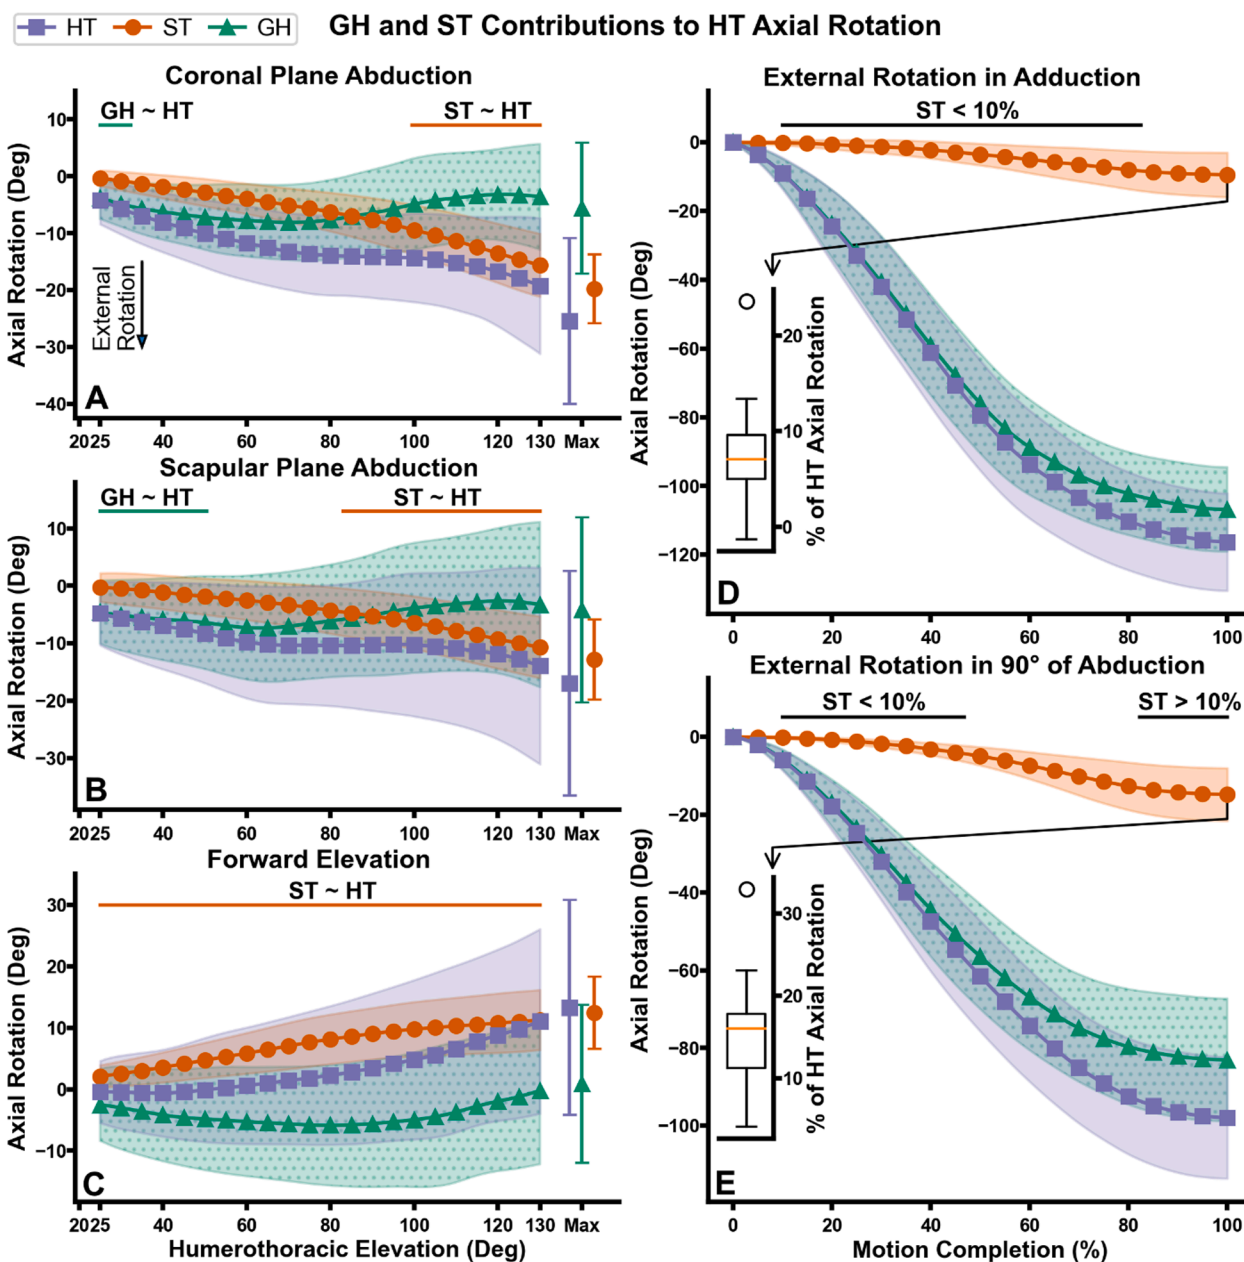 HT ST GH
GH and ST Contributions to HT Axial Rotation
Coronal Plane Abduction
GH ~ HT
ST ~ HT
Axial Rotation (Deg)
10
0
−10
−20
−30
−40
External
Rotation
A
20 25 40 60 80 100 120 130 Max
Scapular Plane Abduction
GH ~ HT
ST ~ HT
Axial Rotation (Deg)
10
0
−10
−20
−30
B
20 25 40 60 80 100 120 130 Max
Forward Elevation
ST ~ HT
Axial Rotation (Deg)
30
20
10
0
−10
C
20 25 40 60 80 100 120 130 Max
Humerothoracic Elevation (Deg)
External Rotation in Adduction
ST < 10%
Axial Rotation (Deg)
0
−20
−40
−60
−80
−100
−120
20
10
0
% of HT Axial Rotation
D
0 20 40 60 80 100
External Rotation in 90° of Abduction
ST < 10%
ST > 10%
Axial Rotation (Deg)
0
−20
−40
−60
−80
−100
30
20
10
% of HT Axial Rotation
E
0 20 40 60 80 100
Motion Completion (%)